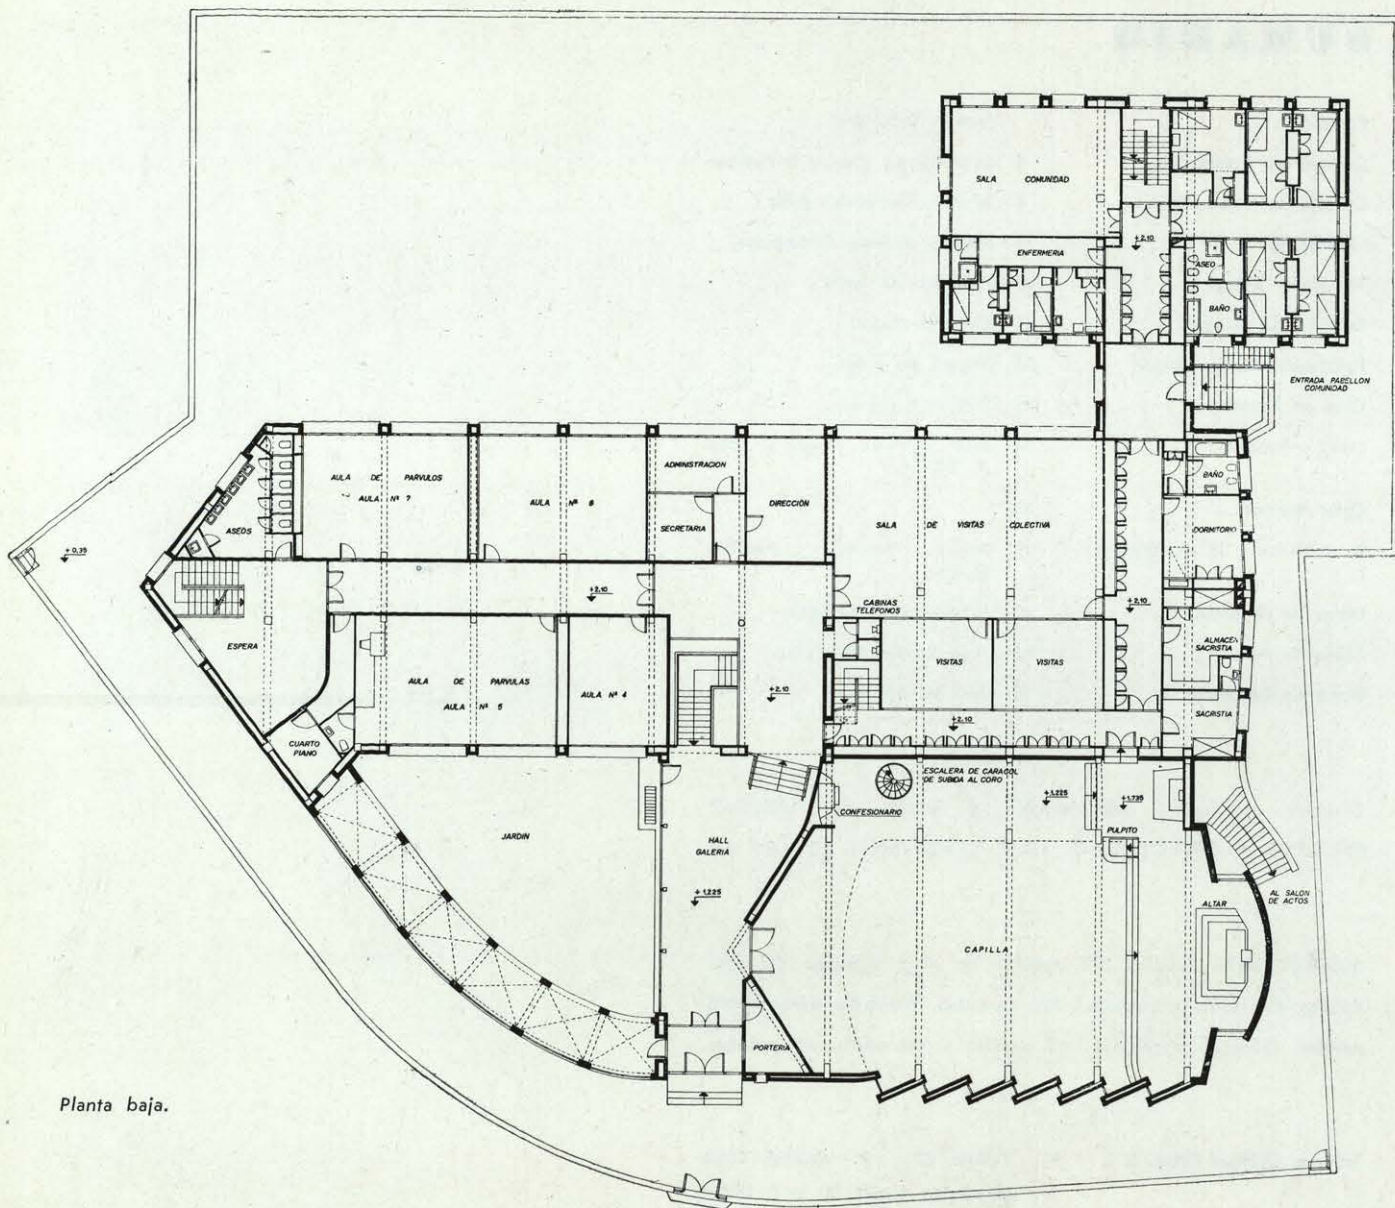 SALA COMUNIDAD
+2,10
ENFERMERIA
ASEO
BAÑO
ENTRADA PABELLON
COMUNIDAD
AULA DE PARVULOS
AULA Nº 7
AULA Nº 6
ADMINISTRACION
SECRETARIA
DIRECCIÓN
SALA DE VISITAS COLECTIVA
BAÑO
DORMITORIO
ASEOS
+0,35
+2,10
CABINAS
TELEFONOS
+2,10
ESPERA
ALMACEN
SACRISTIA
AULA DE PARVULAS
AULA Nº 5
AULA Nº 4
VISITAS
VISITAS
+2,10
+2,10
SACRISTIA
CUARTO
PIANO
ESCALERA DE CARACOL
DE SUBIDA AL CORO
+1,225
+1,735
CONFESIONARIO
PULPITO
JARDIN
HALL
GALERIA
+1,225
AL SALON
DE ACTOS
ALTAR
CAPILLA
PORTERIA
Planta baja.